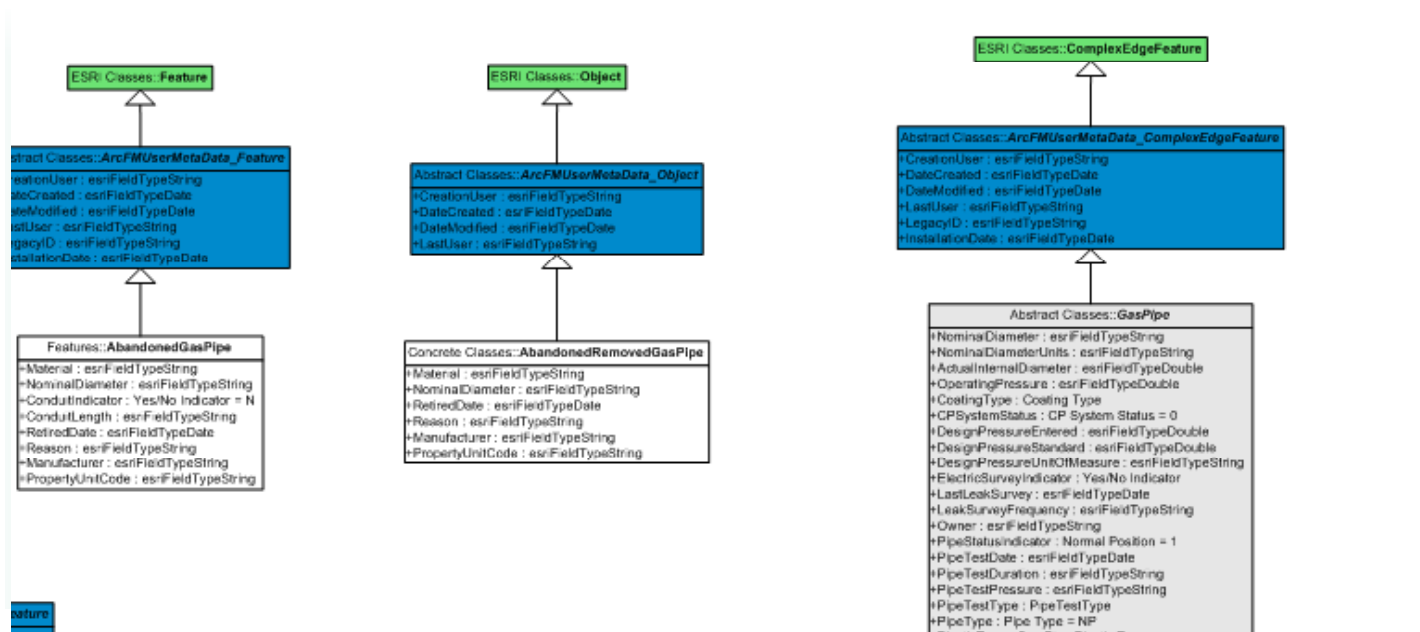 ESRI Classes::Feature
stract Classes::ArcFMUserMetaData_Feature
reationUser : esriFieldTypeString
ateCreated : esriFieldTypeDate
ateModified : esriFieldTypeDate
astUser : esriFieldTypeString
egacyID : esriFieldTypeString
stallationDate : esriFieldTypeDate
Features::AbandonedGasPipe
+Material : esriFieldTypeString
+NominalDiameter : esriFieldTypeString
+ConduitIndicator : Yes/No Indicator = N
+ConduitLength : esriFieldTypeString
+RetiredDate : esriFieldTypeDate
+Reason : esriFieldTypeString
+Manufacturer : esriFieldTypeString
+PropertyUnitCode : esriFieldTypeString
eature
ESRI Classes::Object
Abstract Classes::ArcFMUserMetaData_Object
+CreationUser : esriFieldTypeString
+DateCreated : esriFieldTypeDate
+DateModified : esriFieldTypeDate
+LastUser : esriFieldTypeString
Concrete Classes::AbandonedRemovedGasPipe
+Material : esriFieldTypeString
+NominalDiameter : esriFieldTypeString
+RetiredDate : esriFieldTypeDate
+Reason : esriFieldTypeString
+Manufacturer : esriFieldTypeString
+PropertyUnitCode : esriFieldTypeString
ESRI Classes::ComplexEdgeFeature
Abstract Classes::ArcFMUserMetaData_ComplexEdgeFeature
+CreationUser : esriFieldTypeString
+DateCreated : esriFieldTypeDate
+DateModified : esriFieldTypeDate
+LastUser : esriFieldTypeString
+LegacyID : esriFieldTypeString
+InstallationDate : esriFieldTypeDate
Abstract Classes::GasPipe
+NominalDiameter : esriFieldTypeString
+NominalDiameterUnits : esriFieldTypeString
+ActualInternalDiameter : esriFieldTypeDouble
+OperatingPressure : esriFieldTypeDouble
+CoatingType : Coating Type
+CPSystemStatus : CP System Status = 0
+DesignPressureEntered : esriFieldTypeDouble
+DesignPressureStandard : esriFieldTypeDouble
+DesignPressureUnitOfMeasure : esriFieldTypeString
+ElectricSurveyIndicator : Yes/No Indicator
+LastLeakSurvey : esriFieldTypeDate
+LeakSurveyFrequency : esriFieldTypeString
+Owner : esriFieldTypeString
+PipeStatusIndicator : Normal Position = 1
+PipeTestDate : esriFieldTypeDate
+PipeTestDuration : esriFieldTypeString
+PipeTestPressure : esriFieldTypeString
+PipeTestType : PipeTestType
+PipeType : Pipe Type = NP